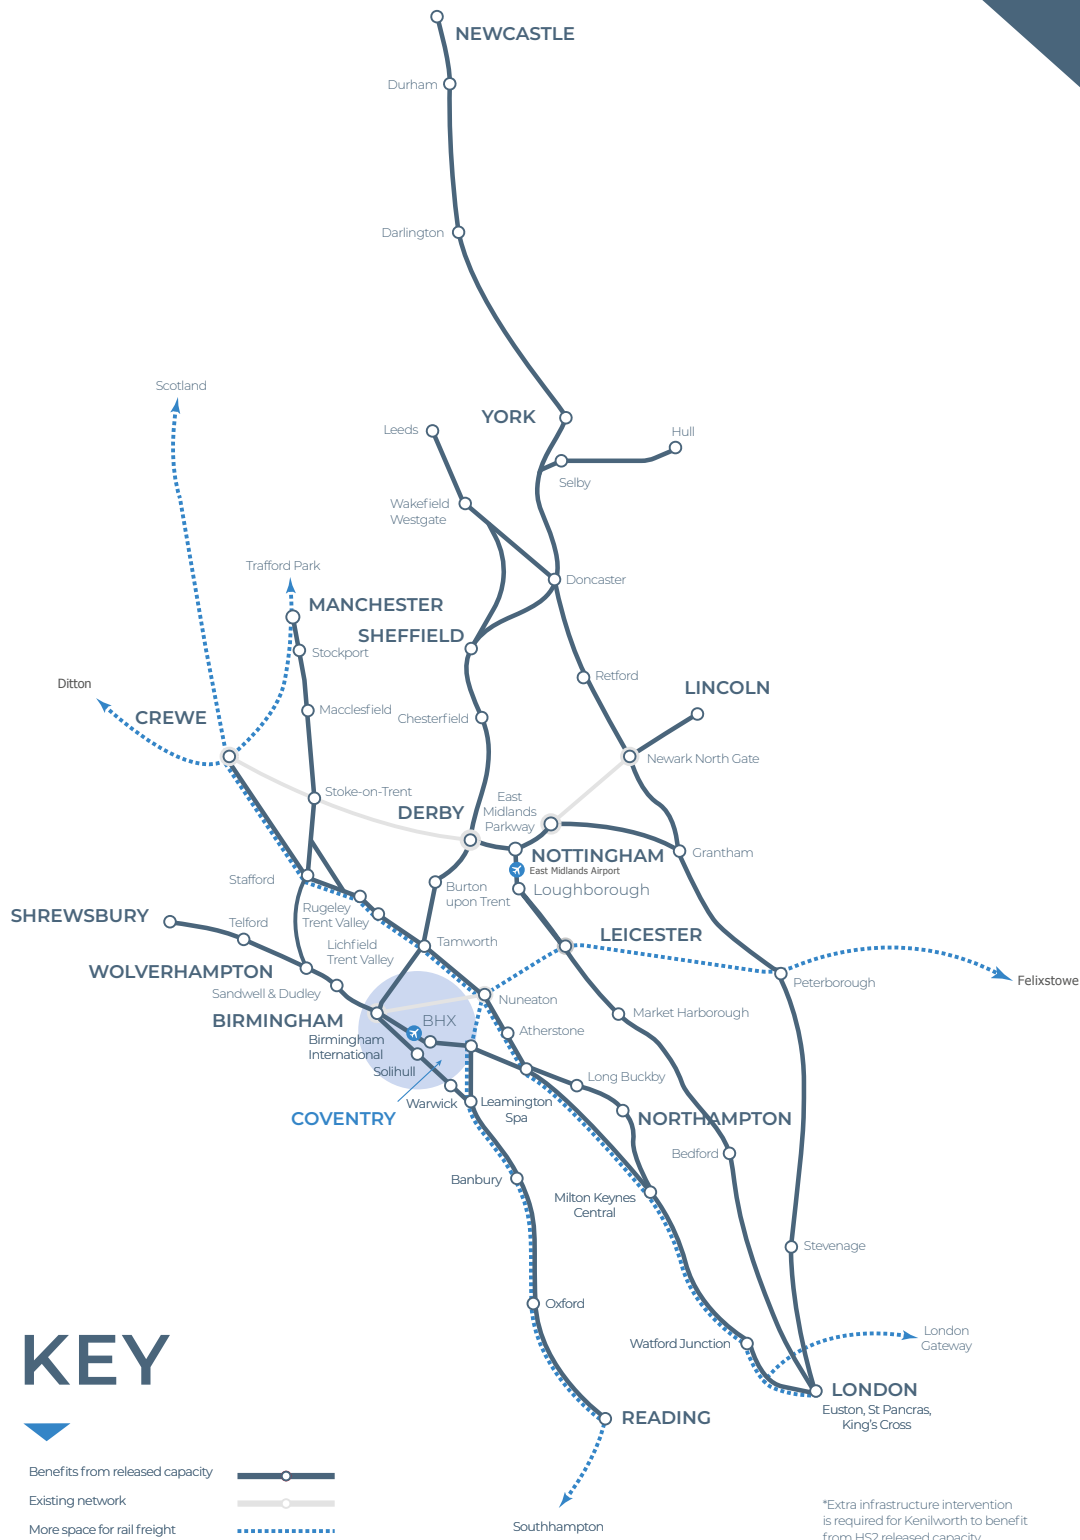 NEWCASTLE
Durham
Darlington
Scotland
YORK
Leeds
Hull
Selby
Wakefield
Westgate
Trafford Park
Doncaster
MANCHESTER
SHEFFIELD
Stockport
Retford
Ditton
LINCOLN
CREWE
Macclesfield
Chesterfield
Newark North Gate
Stoke-on-Trent
East
Midlands
Parkway
DERBY
NOTTINGHAM
Grantham
East Midlands Airport
Stafford
Burton
upon Trent
Loughborough
Rugeley
Trent Valley
SHREWSBURY
Telford
LEICESTER
Lichfield
Trent Valley
Tamworth
WOLVERHAMPTON
Peterborough
Felixstowe
Sandwell & Dudley
Nuneaton
BIRMINGHAM
BHX
Market Harborough
Atherstone
Birmingham
International
Solihull
Long Buckby
Warwick
Leamington
Spa
COVENTRY
NORTHAMPTON
Bedford
Banbury
Milton Keynes
Central
Stevenage
Oxford
London
Gateway
Watford Junction
KEY
LONDON
Euston, St Pancras,
King's Cross
READING
Benefits from released capacity
Existing network
More space for rail freight
Southhampton
*Extra infrastructure intervention
is required for Kenilworth to benefit
from HS2 released capacity